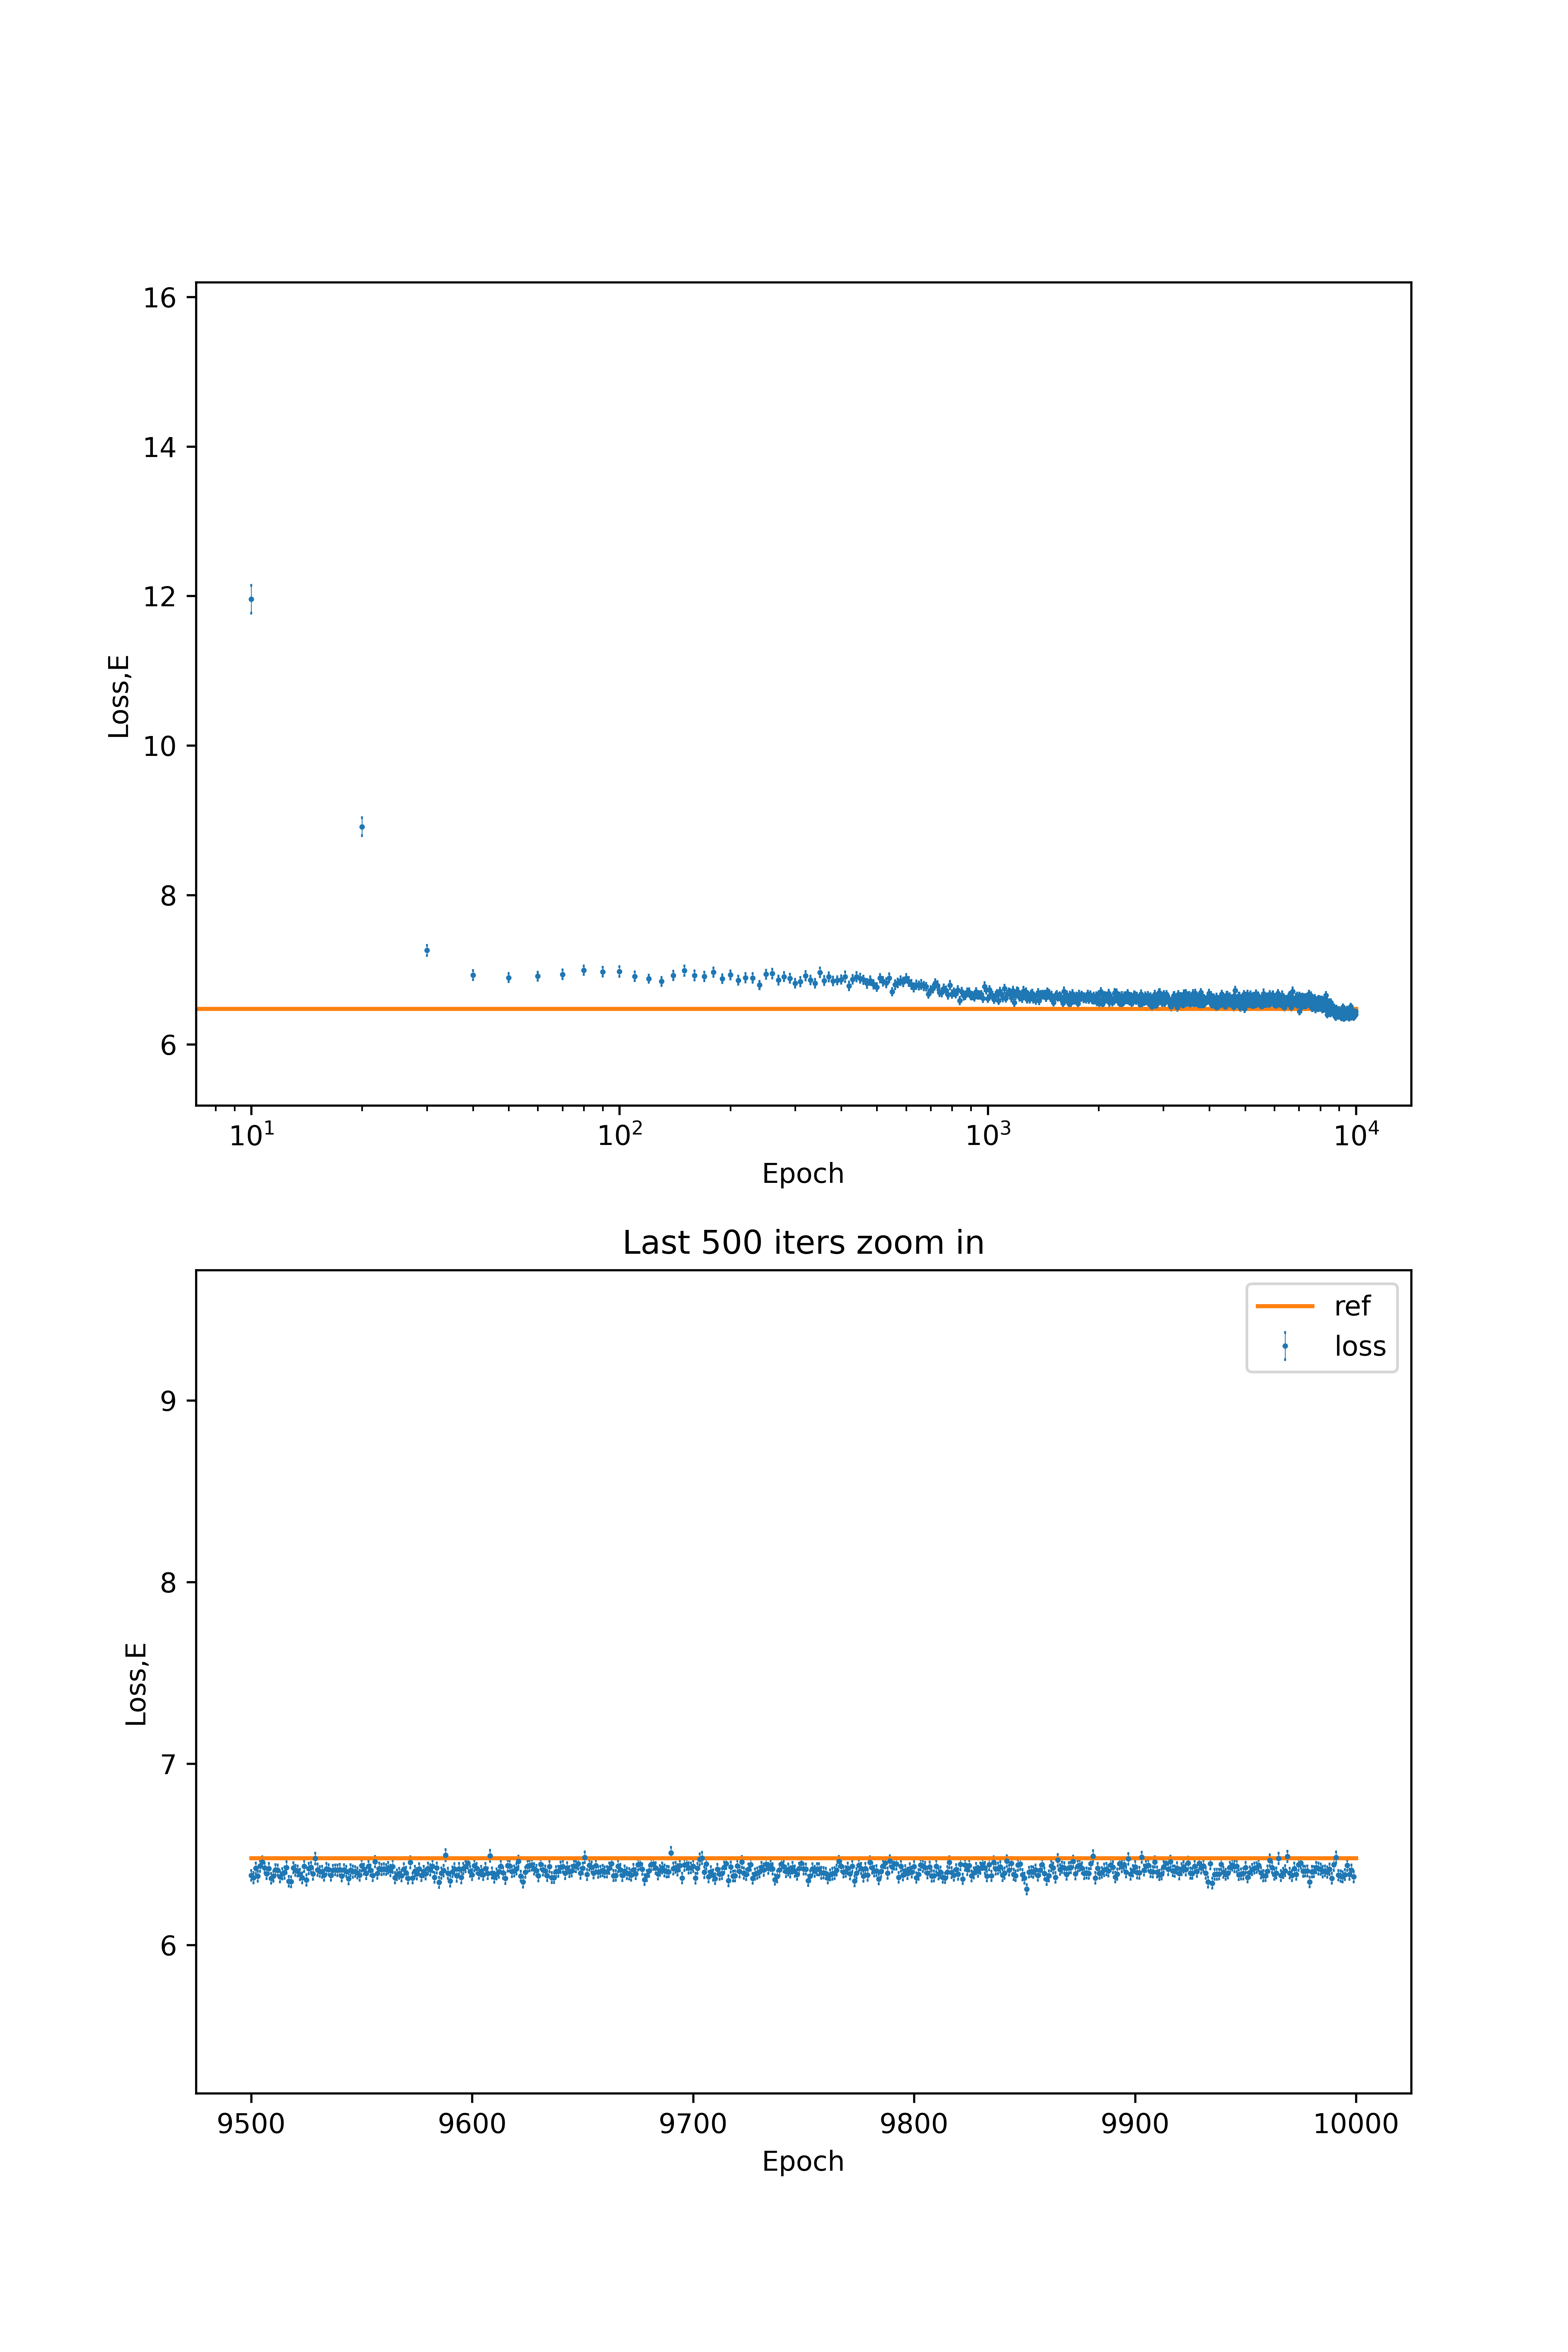 16
14
12
10
8
6
Loss,E
10¹ 10² 10³ 10⁴
Epoch
Last 500 iters zoom in
ref
loss
9
8
7
6
Loss,E
9500 9600 9700 9800 9900 10000
Epoch